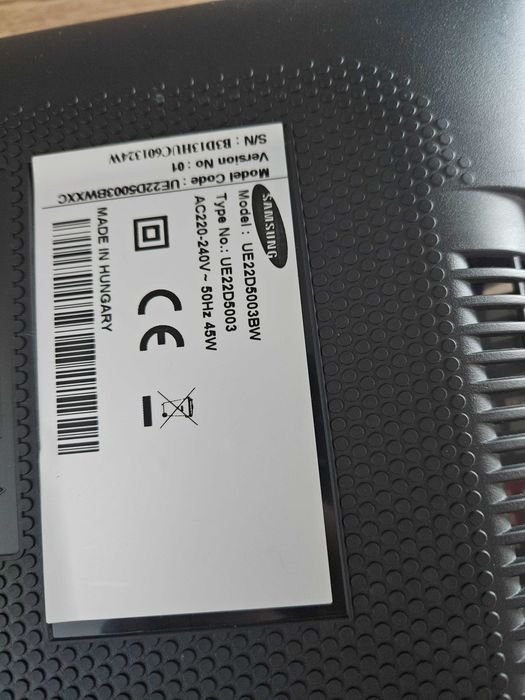 SAMSUNG
Model : UE22D5003BW
Type No.: UE22D5003
AC220-240V ~ 50Hz 45W
CE
MADE IN HUNGARY
Model Code : UE22D5003BWXXC
Version No : 01
S/N : B3D13HUC601324W